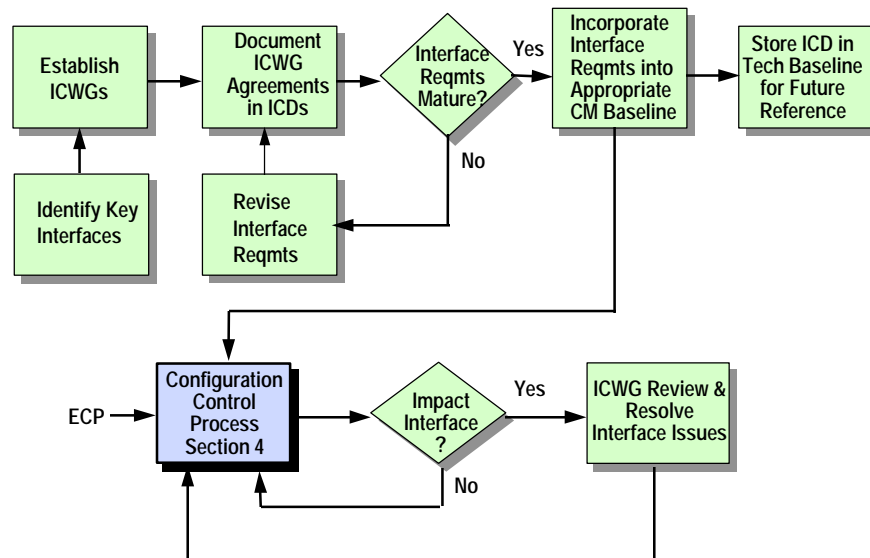 Establish
ICWGs
Document
ICWG
Agreements
in ICDs
Interface
Reqmts
Mature?
Yes
Incorporate
Interface
Reqmts into
Appropriate
CM Baseline
Store ICD in
Tech Baseline
for Future
Reference
No
Identify Key
Interfaces
Revise
Interface
Reqmts
ECP
Configuration
Control
Process
Section 4
Impact
Interface
?
Yes
ICWG Review &
Resolve
Interface Issues
No